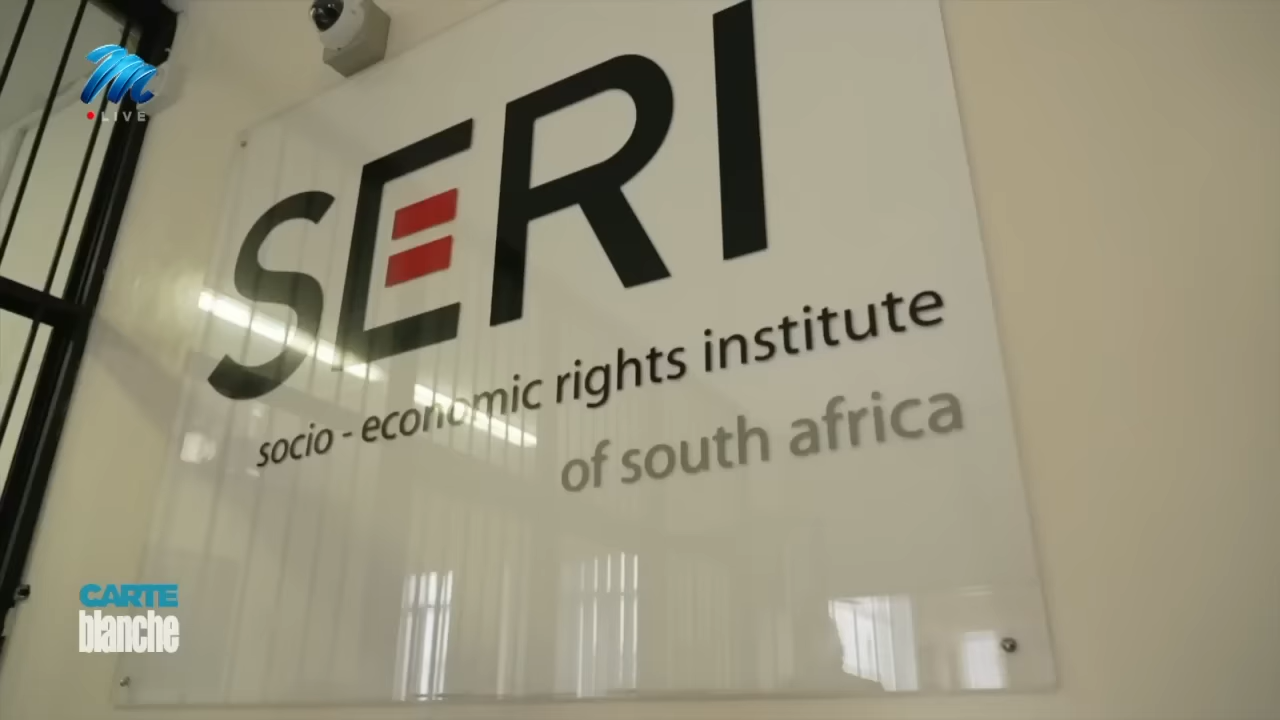 LIVE
SERI
socio - economic rights institute
of south africa
CARTE
blanche